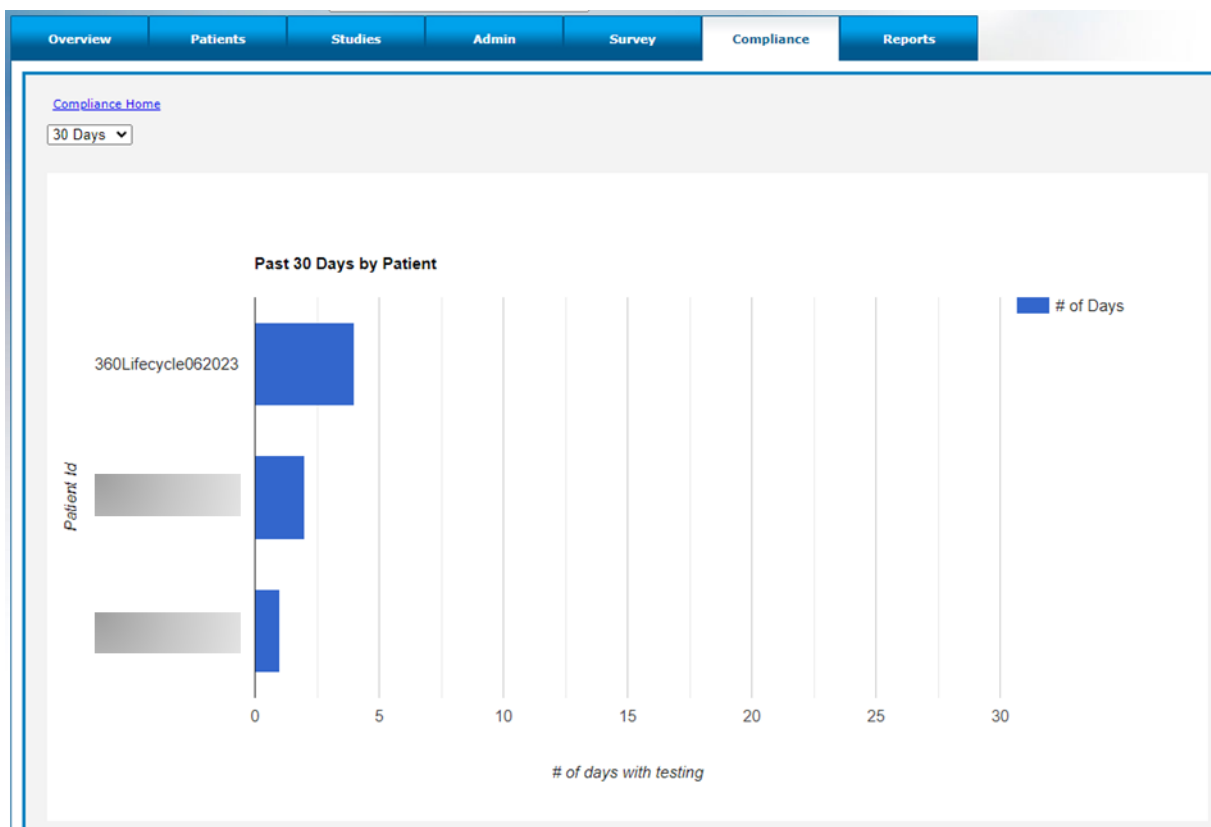 Overview Patients Studies Admin Survey Compliance Reports
Compliance Home
30 Days
Past 30 Days by Patient
# of Days
360Lifecycle062023
Patient Id
0 5 10 15 20 25 30
# of days with testing